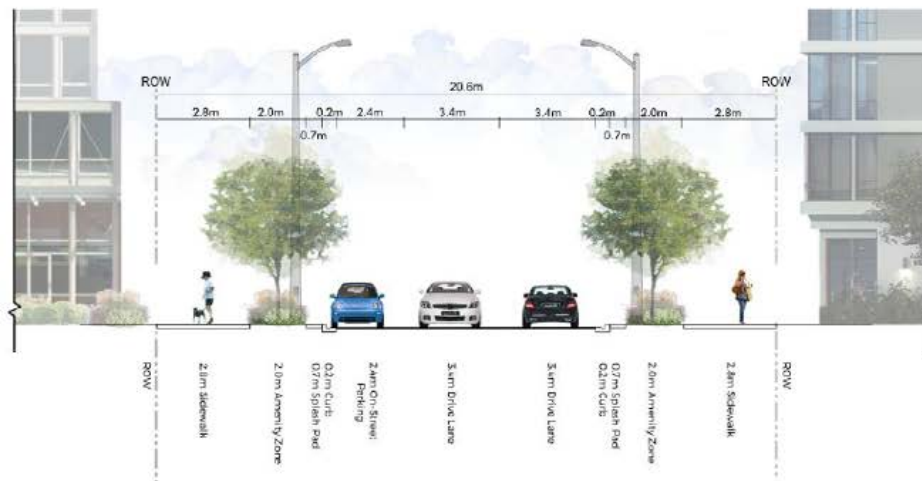 ROW
ROW
20.6m
2.8m 2.0m 0.2m 2.4m 3.4m 3.4m 0.2m 2.0m 2.8m
0.7m 0.7m
ROW
2.8m Sidewalk
2.0m Amenity Zone
0.7m Splash Pad
0.2m Curb
2.4m On-Street
Parking
3.4m Drive Lane
3.4m Drive Lane
0.2m Curb
0.7m Splash Pad
2.0m Amenity Zone
2.8m Sidewalk
ROW